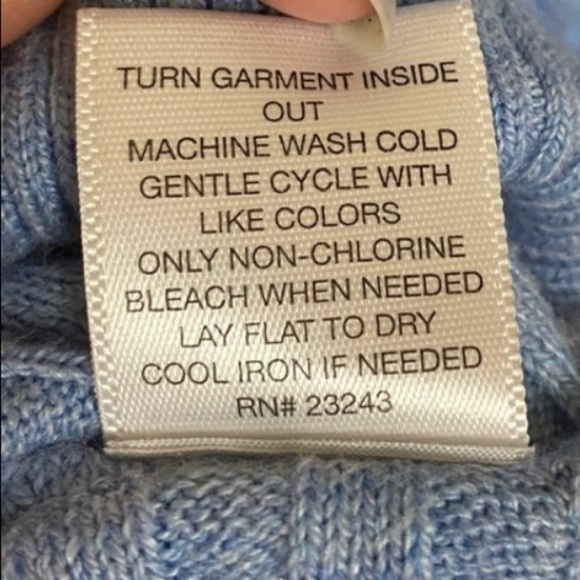 TURN GARMENT INSIDE
OUT
MACHINE WASH COLD
GENTLE CYCLE WITH
LIKE COLORS
ONLY NON-CHLORINE
BLEACH WHEN NEEDED
LAY FLAT TO DRY
COOL IRON IF NEEDED
RN# 23243